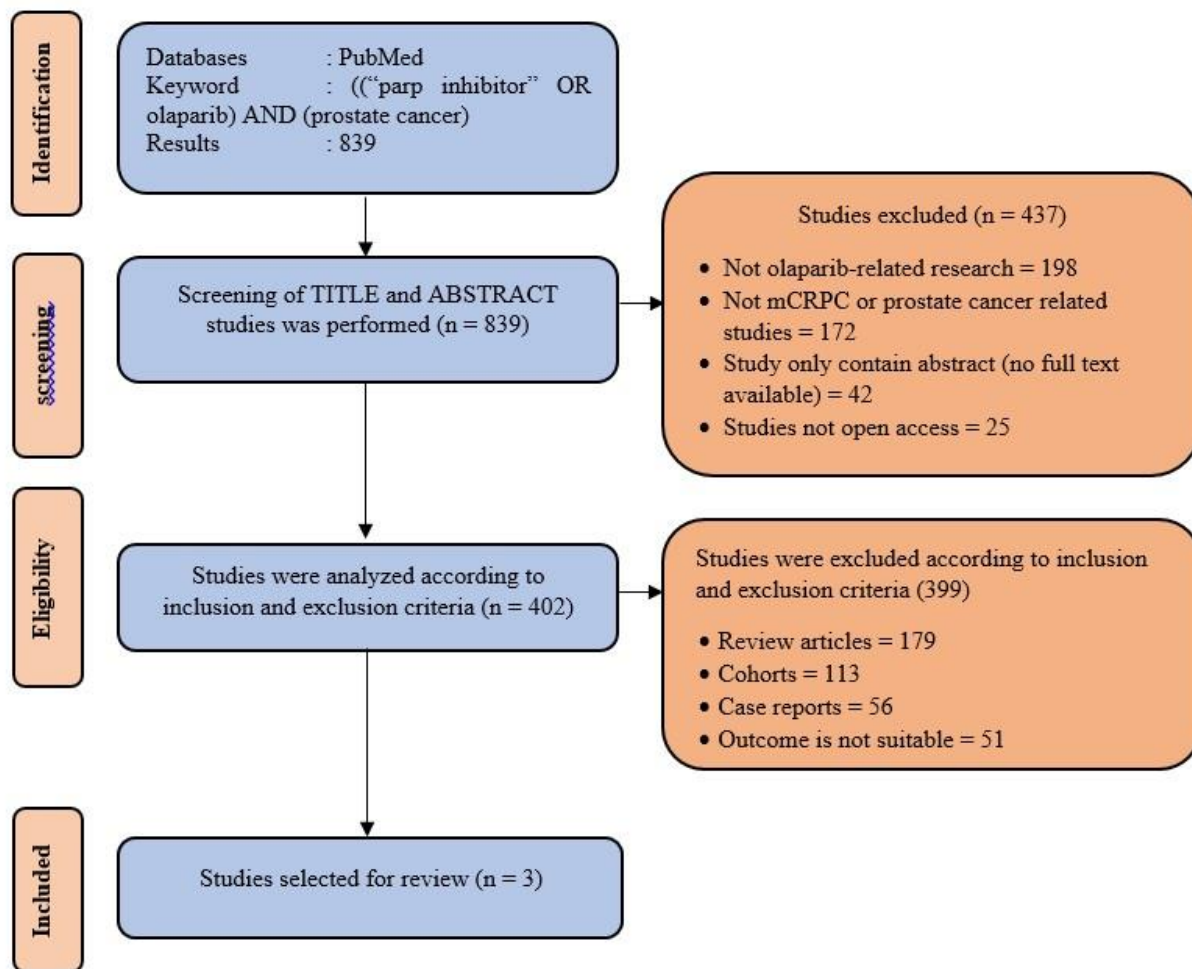 Identification
Databases : PubMed
Keyword : ((“parp inhibitor” OR
olaparib) AND (prostate cancer)
Results : 839
screening
Screening of TITLE and ABSTRACT
studies was performed (n = 839)
Studies excluded (n = 437)
• Not olaparib-related research = 198
• Not mCRPC or prostate cancer related
studies = 172
• Study only contain abstract (no full text
available) = 42
• Studies not open access = 25
Eligibility
Studies were analyzed according to
inclusion and exclusion criteria (n = 402)
Studies were excluded according to inclusion
and exclusion criteria (399)
• Review articles = 179
• Cohorts = 113
• Case reports = 56
• Outcome is not suitable = 51
Included
Studies selected for review (n = 3)